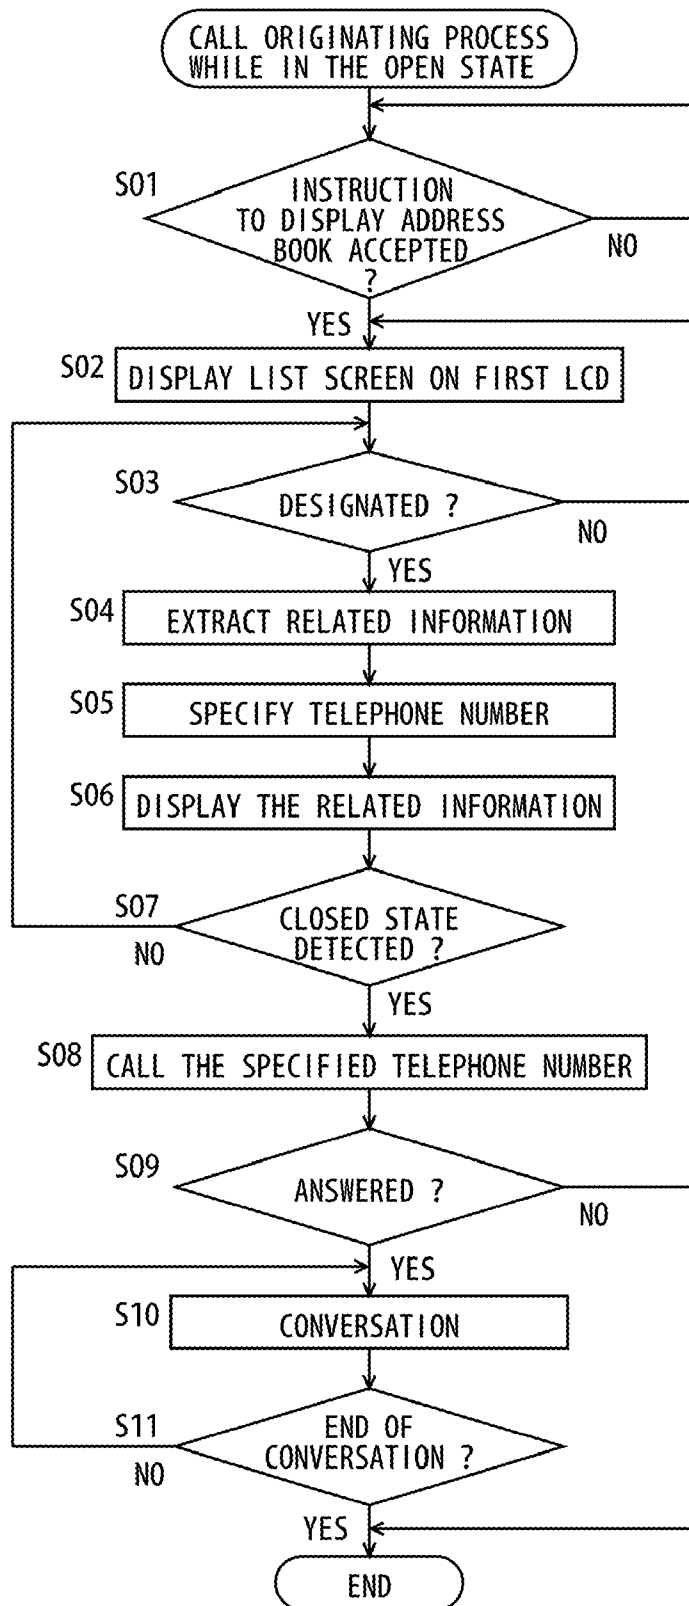 CALL ORIGINATING PROCESS
WHILE IN THE OPEN STATE
S01
INSTRUCTION
TO DISPLAY ADDRESS
BOOK ACCEPTED
?
NO
YES
S02
DISPLAY LIST SCREEN ON FIRST LCD
S03
DESIGNATED ?
NO
YES
S04
EXTRACT RELATED INFORMATION
S05
SPECIFY TELEPHONE NUMBER
S06
DISPLAY THE RELATED INFORMATION
S07
CLOSED STATE
DETECTED ?
NO
YES
S08
CALL THE SPECIFIED TELEPHONE NUMBER
S09
ANSWERED ?
NO
YES
S10
CONVERSATION
S11
END OF
CONVERSATION ?
NO
YES
END